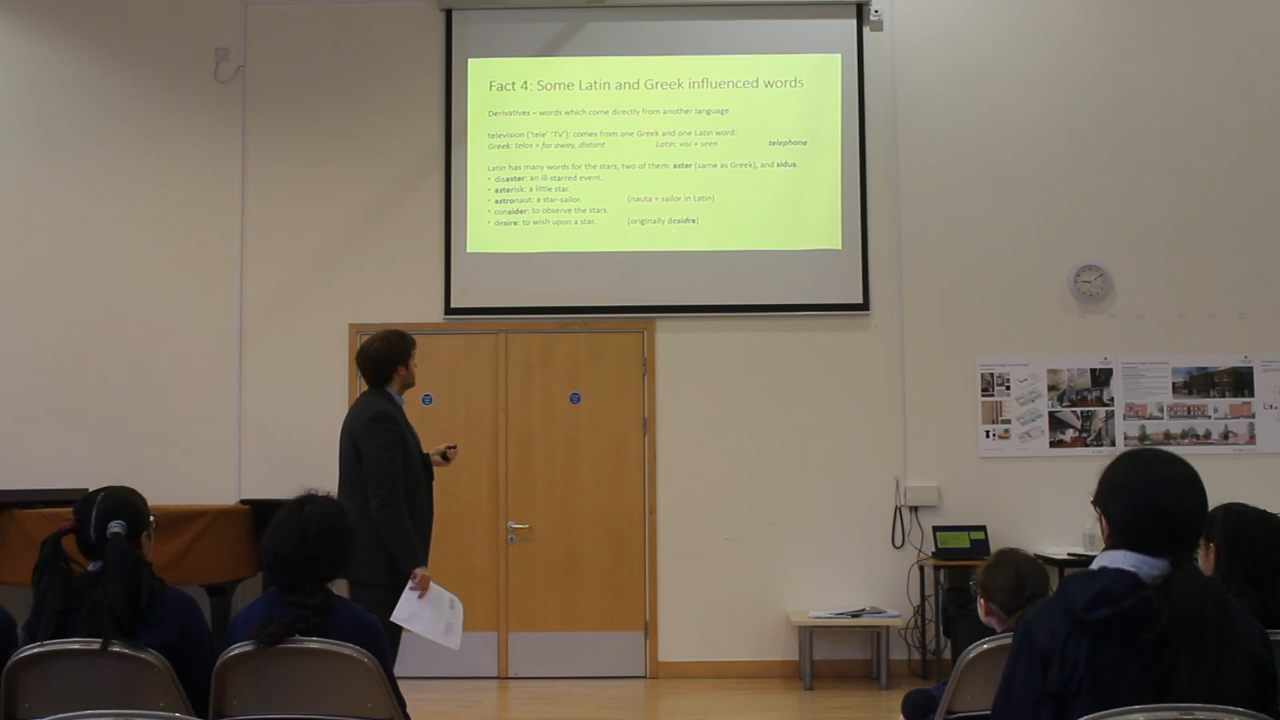 Fact 4: Some Latin and Greek influenced words
Derivatives – words which come directly from another language
television ('tele' 'TV'): comes from one Greek and one Latin word:
Greek: telos = far away, distant Latin: visi = seen telephone
Latin has many words for the stars, two of them: aster (same as Greek), and sidus.
• disaster: an ill-starred event.
• asterisk: a little star.
• astronaut: a star-sailor. (nauta = sailor in Latin)
• consider: to observe the stars.
• desire: to wish upon a star. (originally desidre)